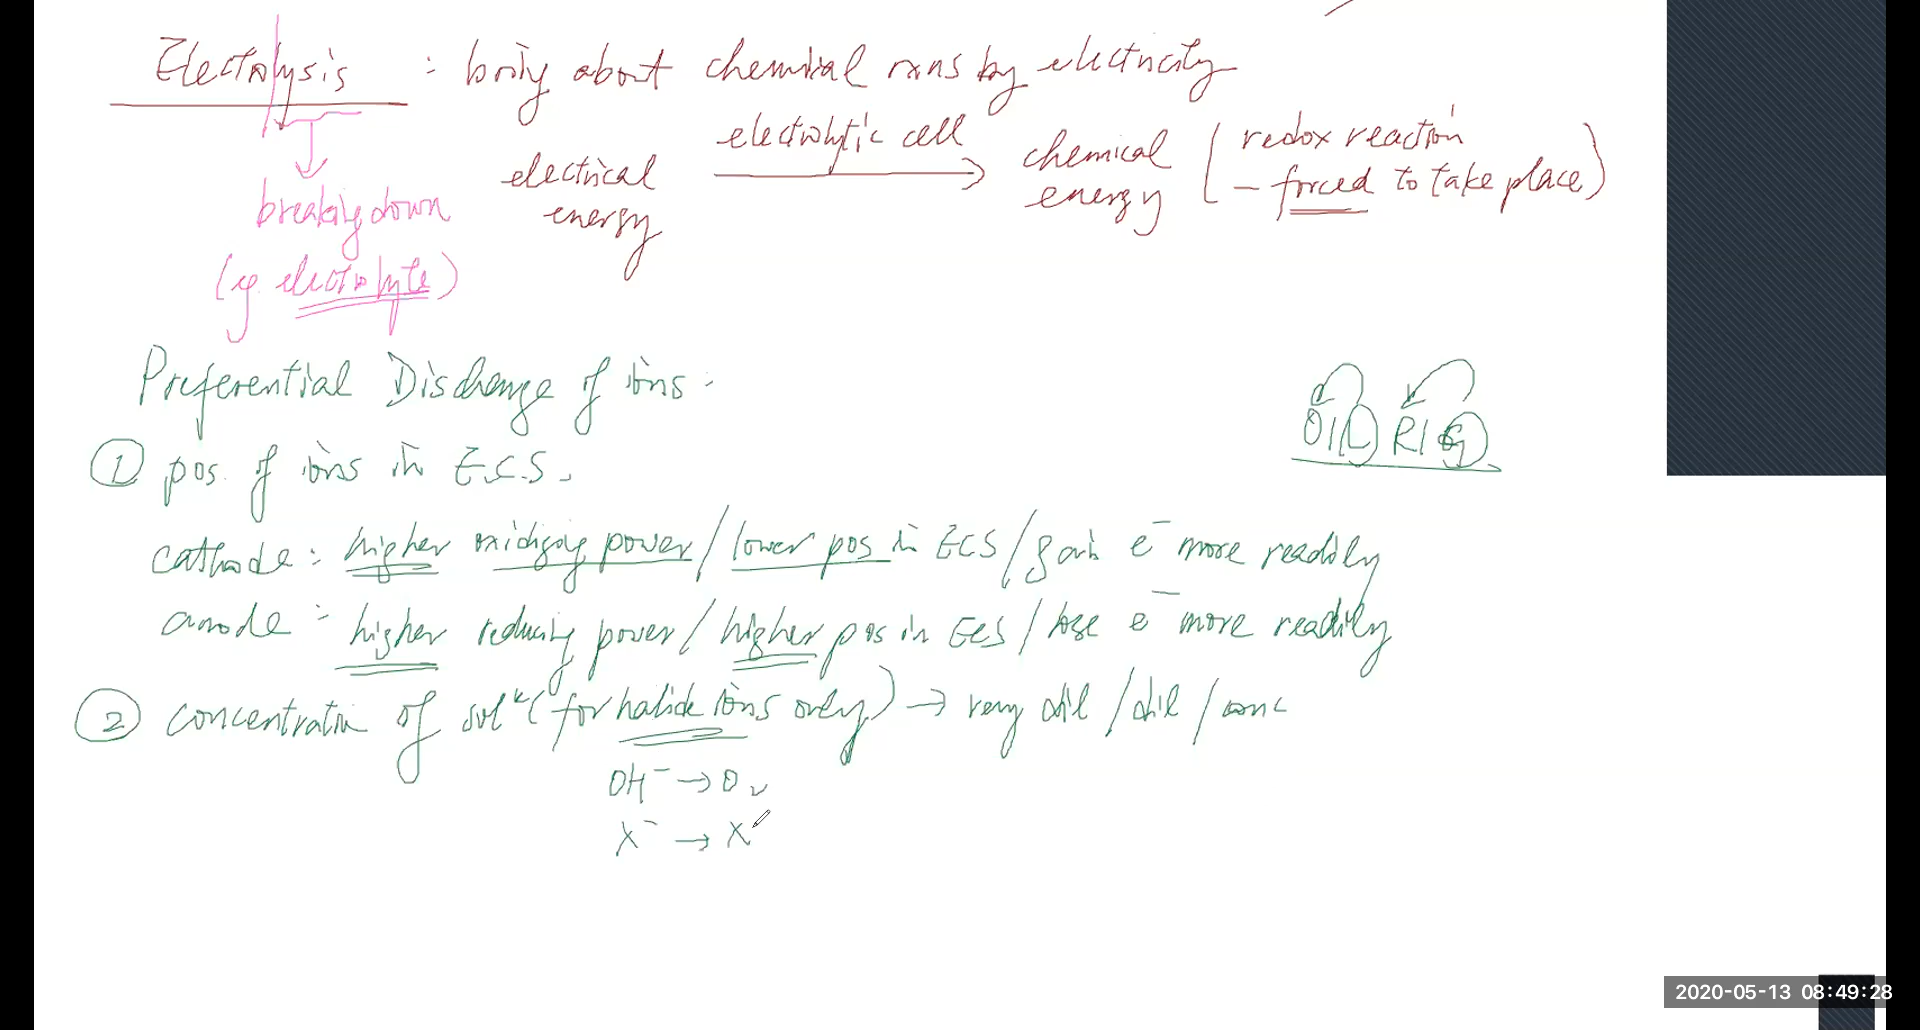 Electrolysis : bring about chemical rxns by electricity
electrical energy electrolytic cell → chemical energy ( redox reaction
– forced to take place )
breaking down
(eg. electrolyte)
Preferential Discharge of ions :
OIL RIG
① pos. of ions in E.C.S.
cathode : higher oxidizing power / lower pos in ECS / gain e⁻ more readily
anode : higher reducing power / higher pos in ECS / lose e⁻ more readily
② concentration of solⁿ (for halide ions only) → very dil / dil / conc
OH⁻ → O₂
X⁻ → X
2020-05-13 08:49:28